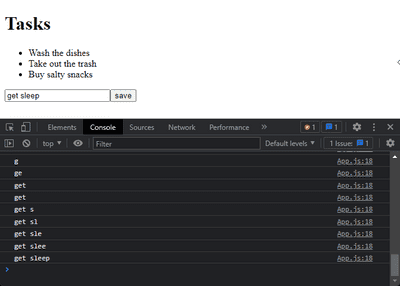 Tasks
Wash the dishes
Take out the trash
Buy salty snacks
get sleep save
Elements Console Sources Network Performance » 1 1
top Filter Default levels 1 Issue: 1
g App.js:18
ge App.js:18
get App.js:18
get App.js:18
get s App.js:18
get sl App.js:18
get sle App.js:18
get slee App.js:18
get sleep App.js:18
>